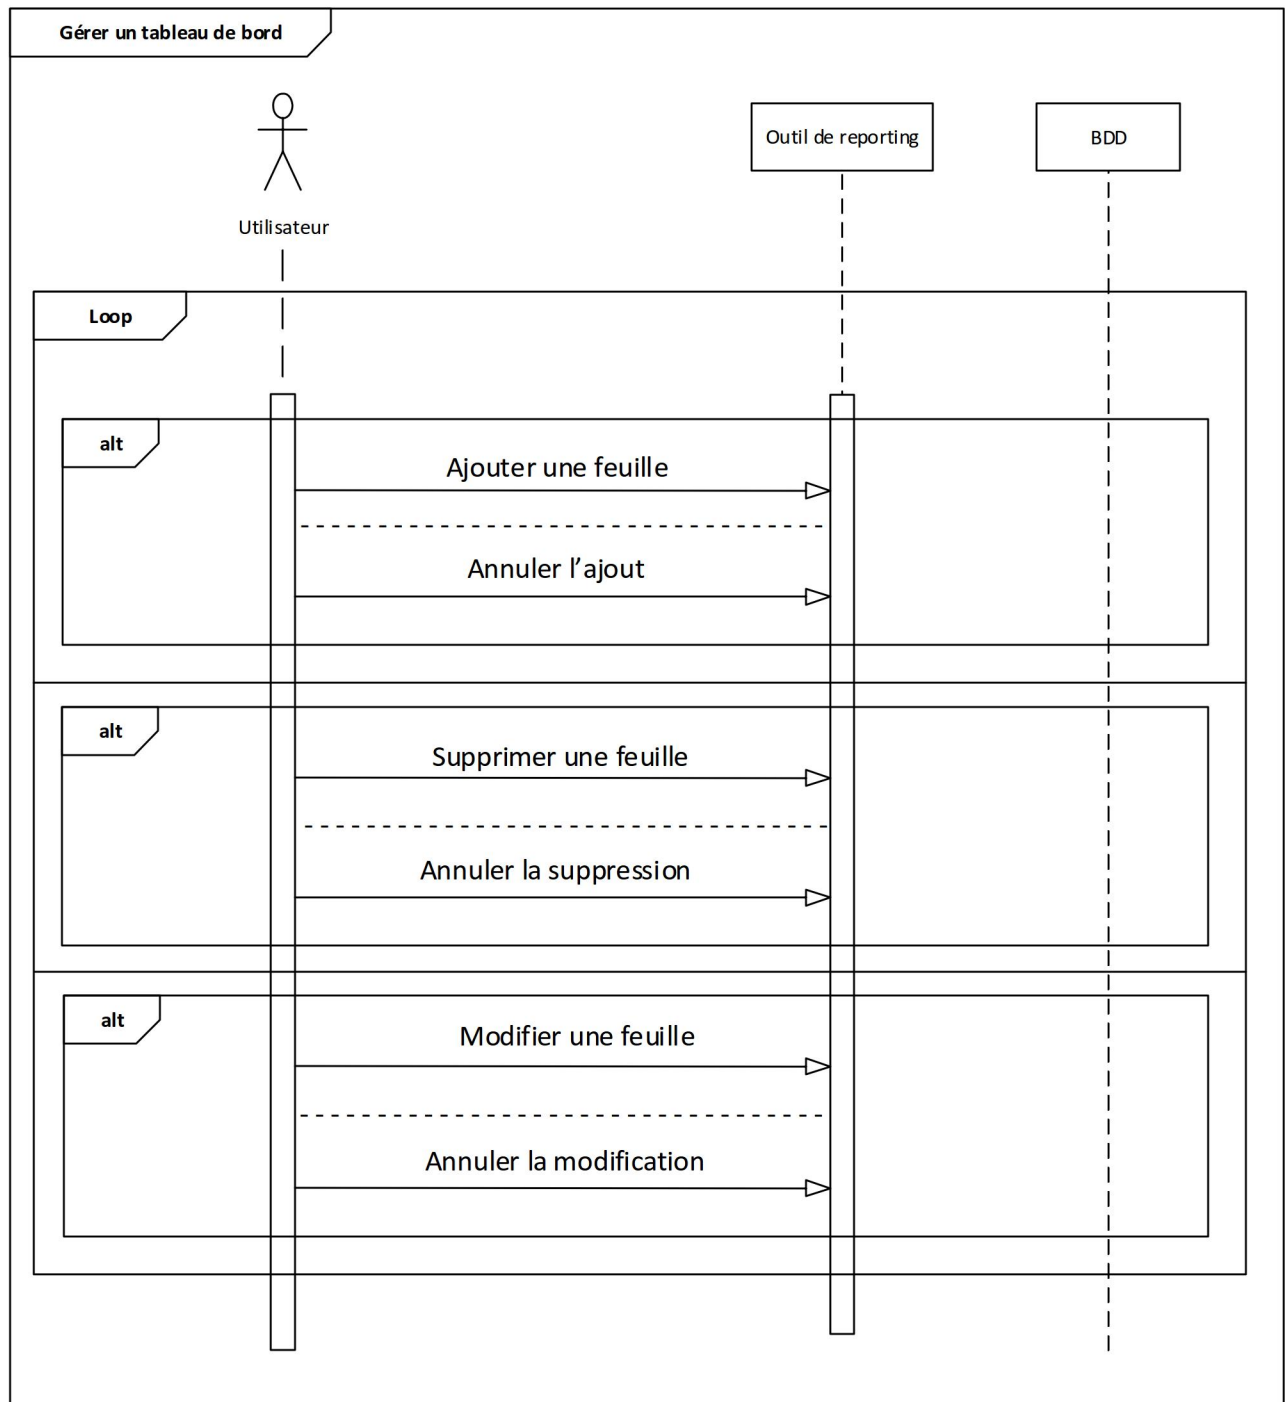 Gérer un tableau de bord
Outil de reporting
BDD
Utilisateur
Loop
alt
Ajouter une feuille
Annuler l’ajout
alt
Supprimer une feuille
Annuler la suppression
alt
Modifier une feuille
Annuler la modification